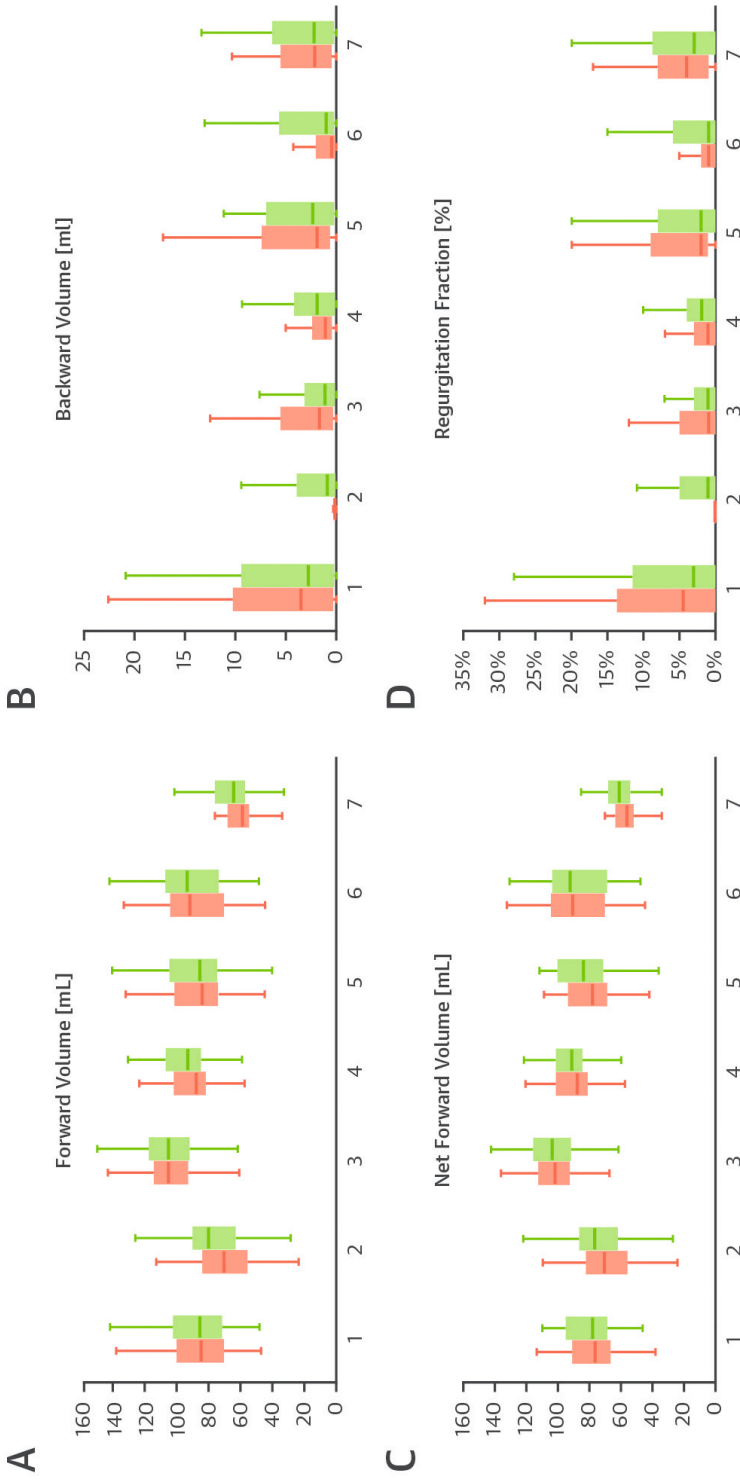 A
Forward Volume [mL]
160
140
120
100
80
60
40
20
0
1 2 3 4 5 6 7
B
Backward Volume [ml]
25
20
15
10
5
0
1 2 3 4 5 6 7
C
Net Forward Volume [mL]
160
140
120
100
80
60
40
20
0
1 2 3 4 5 6 7
D
Regurgitation Fraction [%]
35%
30%
25%
20%
15%
10%
5%
0%
1 2 3 4 5 6 7